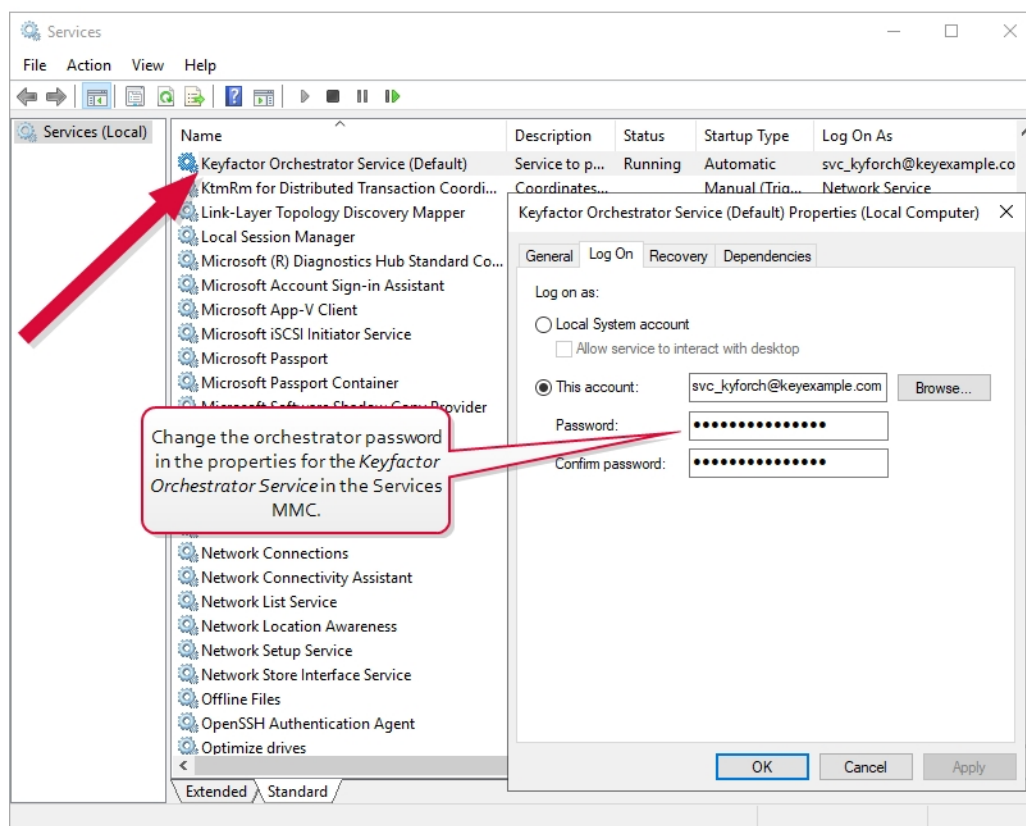 Services
File Action View Help
Services (Local)
Name Description Status Startup Type Log On As
Keyfactor Orchestrator Service (Default) Service to p... Running Automatic svc_kyforch@keyexample.co
KtmRm for Distributed Transaction Coordi... Coordinates... Manual (Trig... Network Service
Link-Layer Topology Discovery Mapper
Local Session Manager
Microsoft (R) Diagnostics Hub Standard Co...
Microsoft Account Sign-in Assistant
Microsoft App-V Client
Microsoft iSCSI Initiator Service
Microsoft Passport
Microsoft Passport Container
Microsoft Software Shadow Copy Provider
Change the orchestrator password
in the properties for the Keyfactor
Orchestrator Service in the Services
MMC.
Network Connections
Network Connectivity Assistant
Network List Service
Network Location Awareness
Network Setup Service
Network Store Interface Service
Offline Files
OpenSSH Authentication Agent
Optimize drives
Extended Standard
Keyfactor Orchestrator Service (Default) Properties (Local Computer)
General Log On Recovery Dependencies
Log on as:
Local System account
Allow service to interact with desktop
This account: svc_kyforch@keyexample.com Browse...
Password: •••••••••••••••
Confirm password: •••••••••••••••
OK Cancel Apply